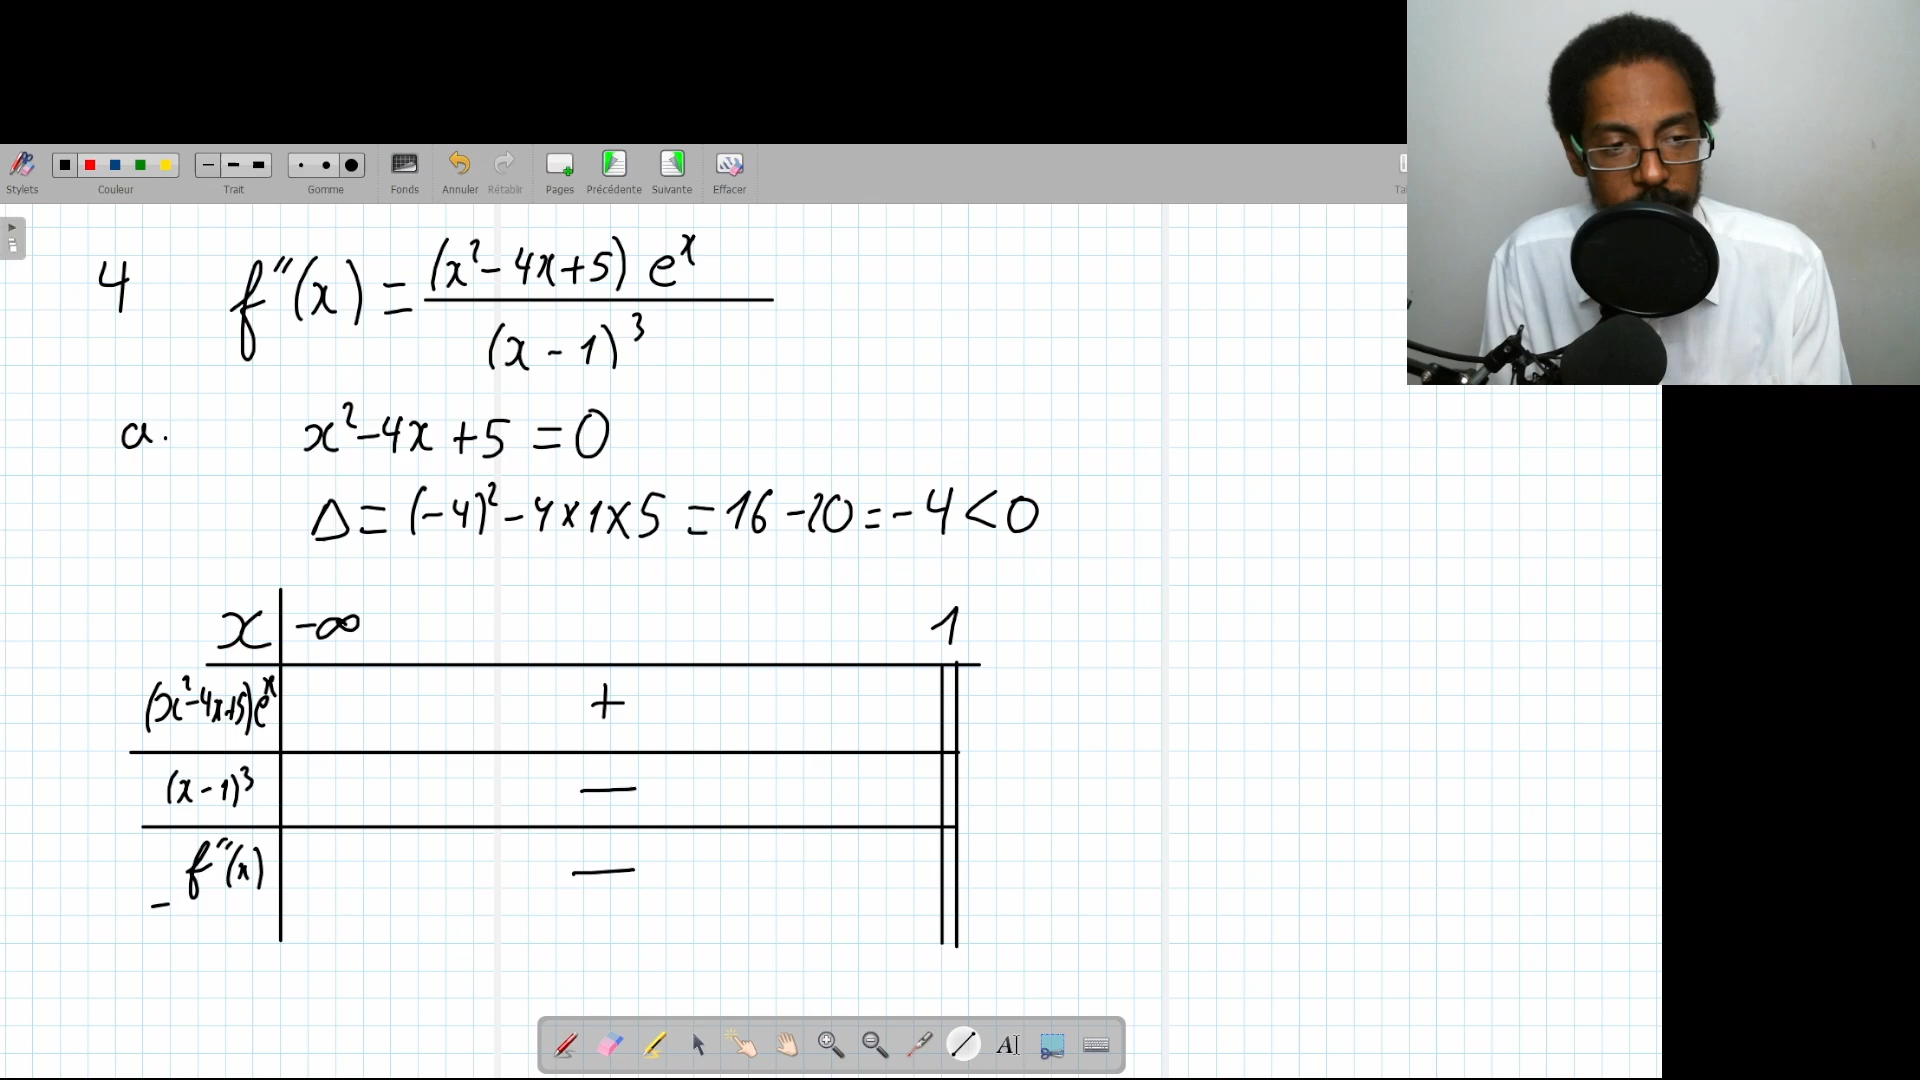 Stylets Couleur Trait Gomme Fonds Annuler Rétablir Pages Précédente Suivante Effacer
4 f''(x) = (x²-4x+5) eˣ / (x-1)³
a. x²-4x+5=0
Δ=(-4)²-4×1×5=16-20=-4<0
x -∞ 1
(x²-4x+5)eˣ +
(x-1)³ —
f''(x) —